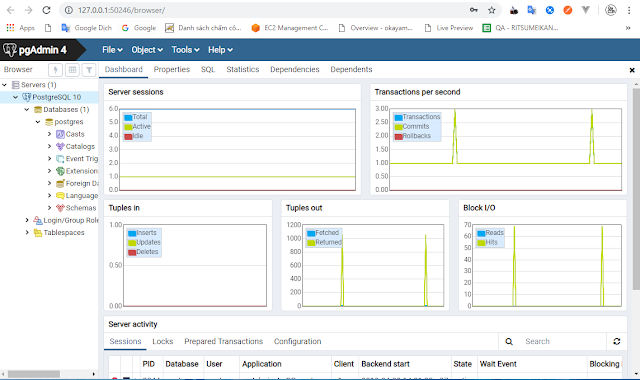 127.0.0.1:50246/browser/
Apps Google Google Dich Google Danh sách chấm cô... EC2 Management C... Overview - okayam... Live Preview QA - RITSUMEIKAN... »
pgAdmin 4 File Object Tools Help
Browser Dashboard Properties SQL Statistics Dependencies Dependents
Servers (1)
PostgreSQL 10
Databases (1)
postgres
Casts
Catalogs
Event Trig
Extension
Foreign Da
Language
Schemas
Login/Group Role
Tablespaces
Server sessions
6.0
5.0
4.0
3.0
2.0
1.0
0.0
Total
Active
Idle
Transactions per second
3.00
2.50
2.00
1.50
1.00
0.50
0.00
Transactions
Commits
Rollbacks
Tuples in
1.00
0.50
0.00
Inserts
Updates
Deletes
Tuples out
1200
1000
800
600
400
200
0
Fetched
Returned
Block I/O
70
60
50
40
30
20
10
0
Reads
Hits
Server activity
Sessions Locks Prepared Transactions Configuration Search
PID Database User Application Client Backend start State Wait Event Blocking